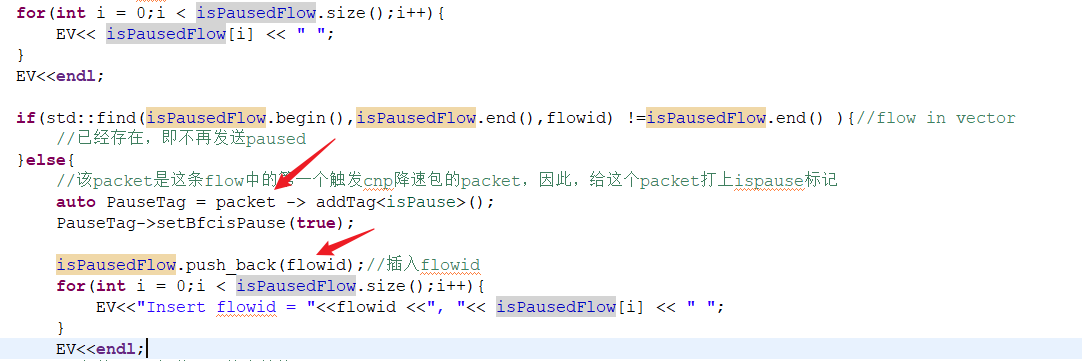 for(int i = 0;i < isPausedFlow.size();i++){
EV<< isPausedFlow[i] << " ";
}
EV<<endl;
if(std::find(isPausedFlow.begin(),isPausedFlow.end(),flowid) !=isPausedFlow.end() ){//flow in vector
//已经存在，即不再发送paused
}else{
//该packet是这条flow中的第一个触发cnp降速包的packet，因此，给这个packet打上ispause标记
auto PauseTag = packet -> addTag<isPause>();
PauseTag->setBfcisPause(true);
isPausedFlow.push_back(flowid);//插入flowid
for(int i = 0;i < isPausedFlow.size();i++){
EV<<"Insert flowid = "<<flowid <<", "<< isPausedFlow[i] << " ";
}
EV<<endl;